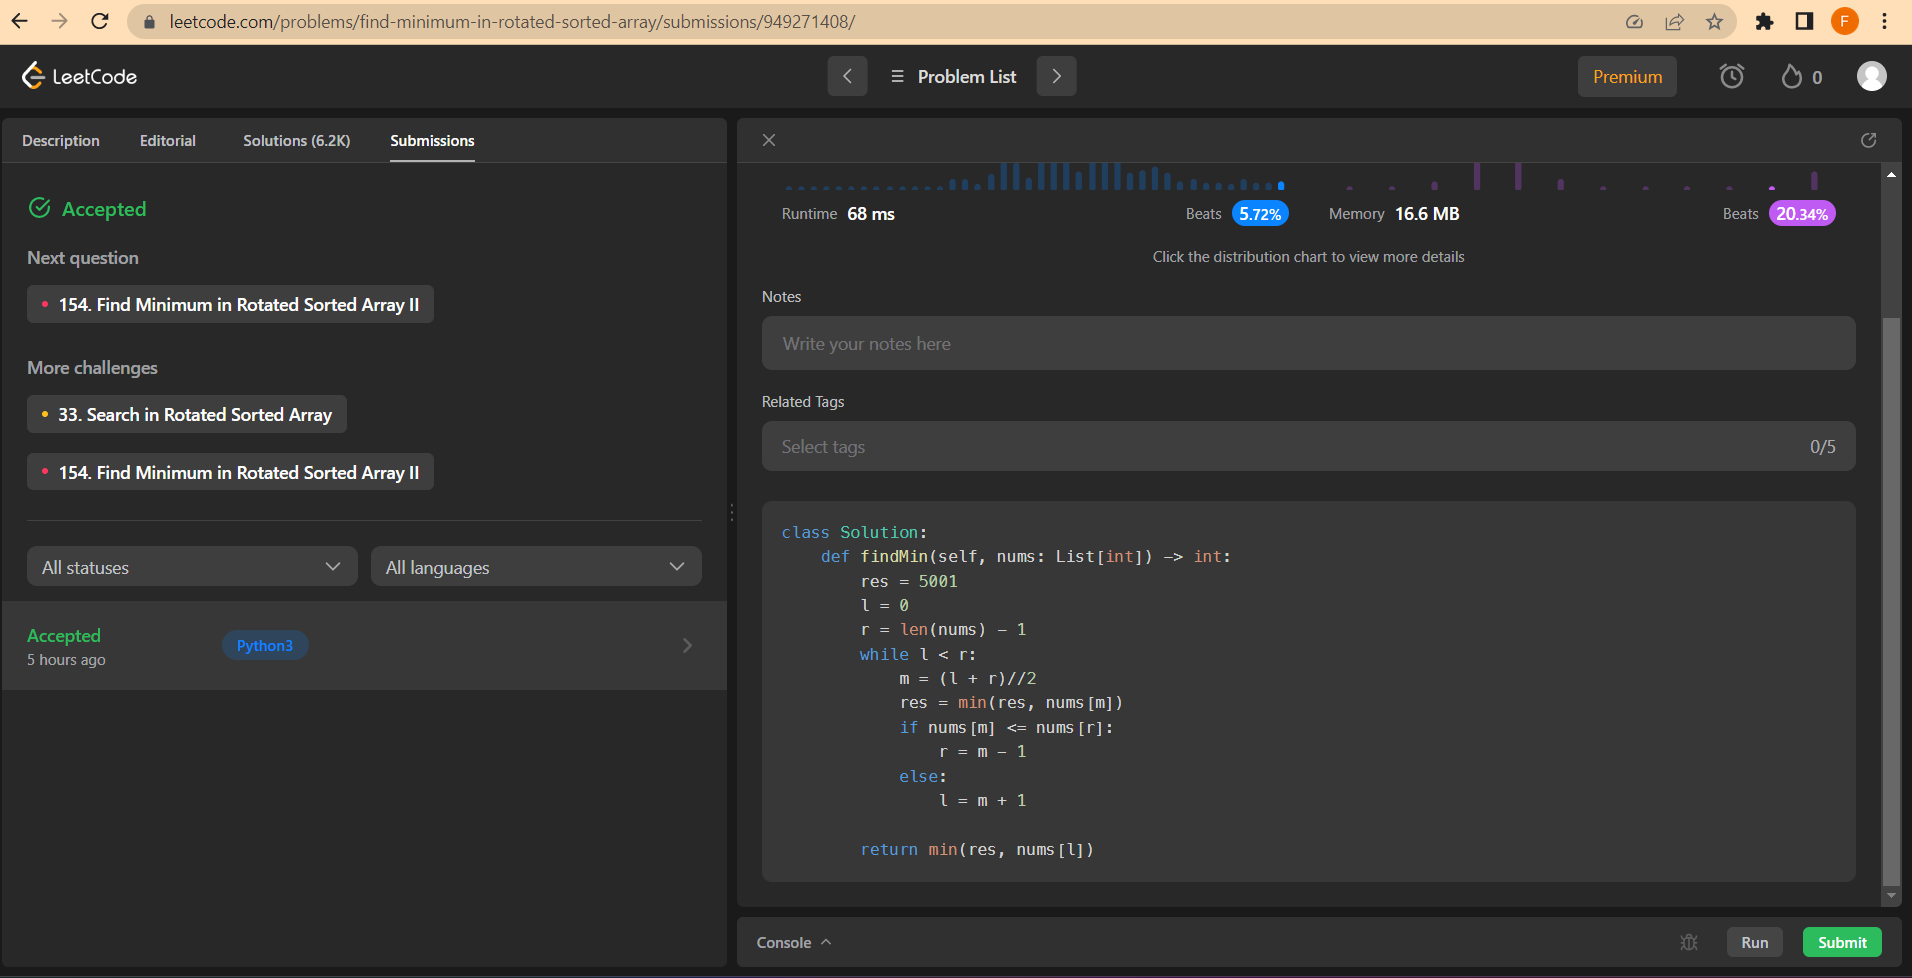 leetcode.com/problems/find-minimum-in-rotated-sorted-array/submissions/949271408/
F
LeetCode
Problem List
Premium
0
Description Editorial Solutions (6.2K) Submissions
Accepted
Next question
154. Find Minimum in Rotated Sorted Array II
More challenges
33. Search in Rotated Sorted Array
154. Find Minimum in Rotated Sorted Array II
All statuses All languages
Accepted
5 hours ago
Python3
Runtime 68 ms Beats 5.72% Memory 16.6 MB Beats 20.34%
Click the distribution chart to view more details
Notes
Write your notes here
Related Tags
Select tags 0/5
class Solution:
    def findMin(self, nums: List[int]) -> int:
        res = 5001
        l = 0
        r = len(nums) - 1
        while l < r:
            m = (l + r)//2
            res = min(res, nums[m])
            if nums[m] <= nums[r]:
                r = m - 1
            else:
                l = m + 1
        return min(res, nums[l])
Console
Run
Submit